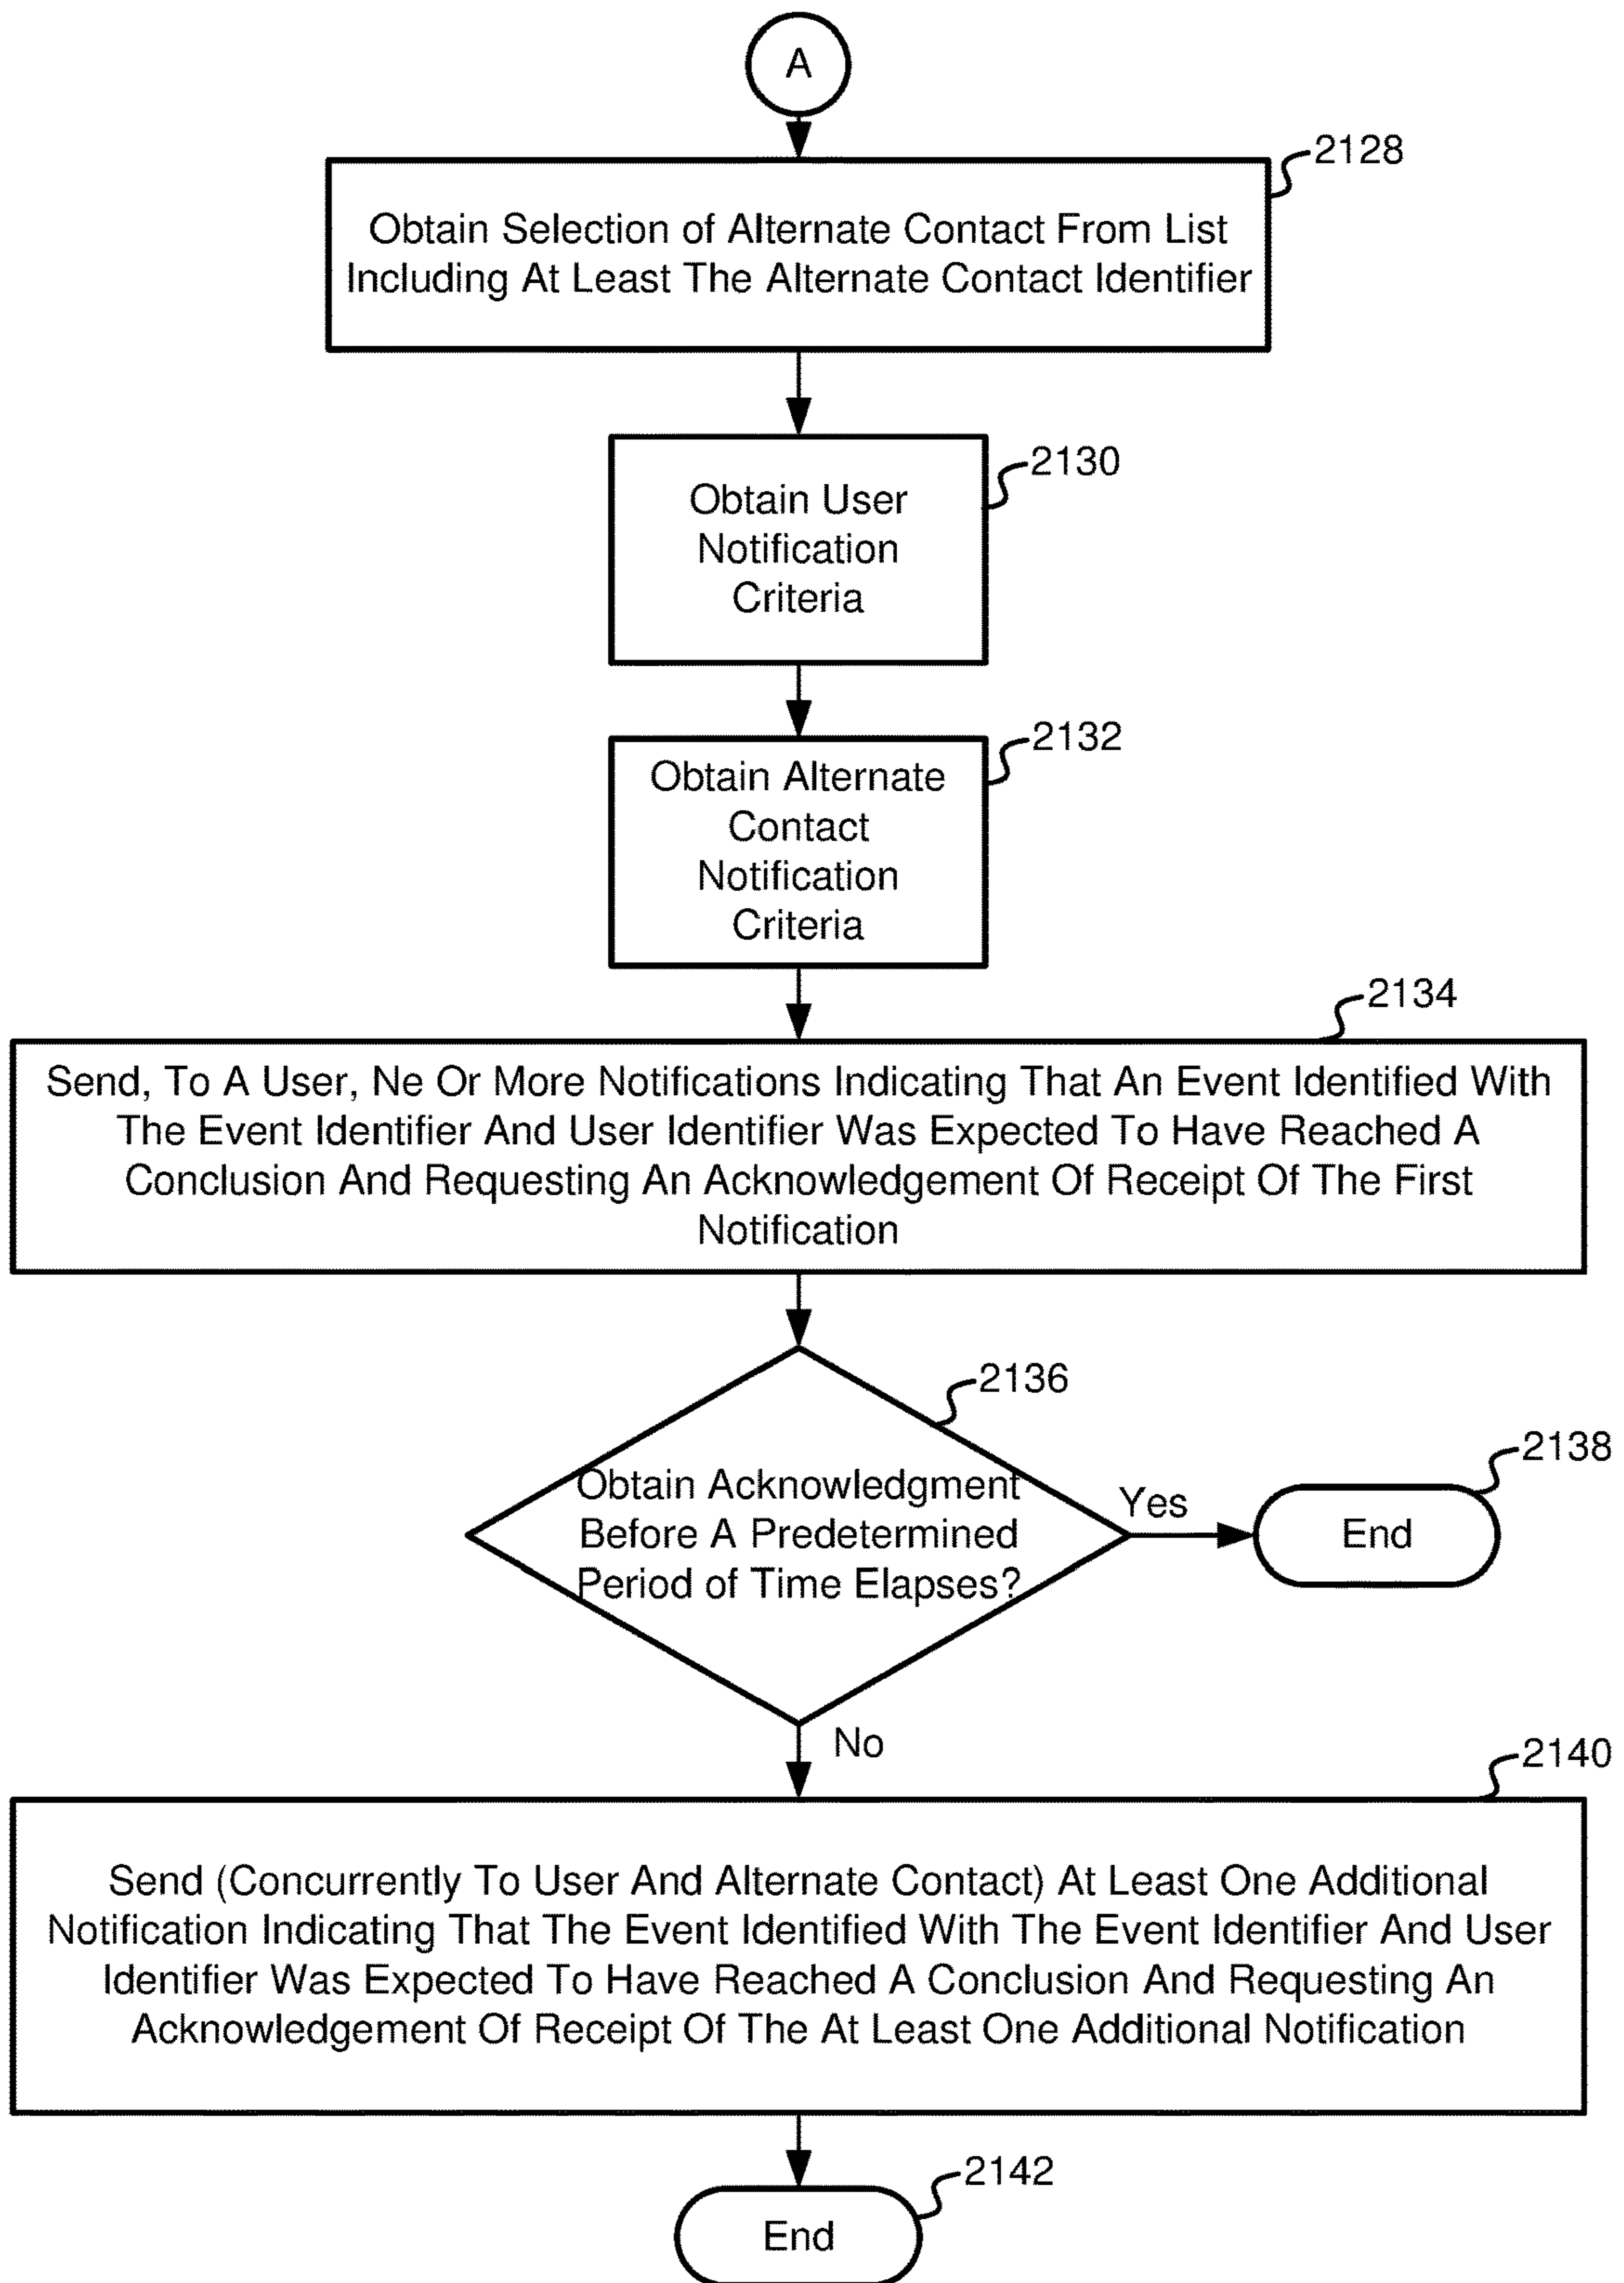 A
2128
Obtain Selection of Alternate Contact From List
Including At Least The Alternate Contact Identifier
2130
Obtain User
Notification
Criteria
2132
Obtain Alternate
Contact
Notification
Criteria
2134
Send, To A User, Ne Or More Notifications Indicating That An Event Identified With
The Event Identifier And User Identifier Was Expected To Have Reached A
Conclusion And Requesting An Acknowledgement Of Receipt Of The First
Notification
2136
Obtain Acknowledgment
Before A Predetermined
Period of Time Elapses?
Yes
2138
End
No
2140
Send (Concurrently To User And Alternate Contact) At Least One Additional
Notification Indicating That The Event Identified With The Event Identifier And User
Identifier Was Expected To Have Reached A Conclusion And Requesting An
Acknowledgement Of Receipt Of The At Least One Additional Notification
2142
End